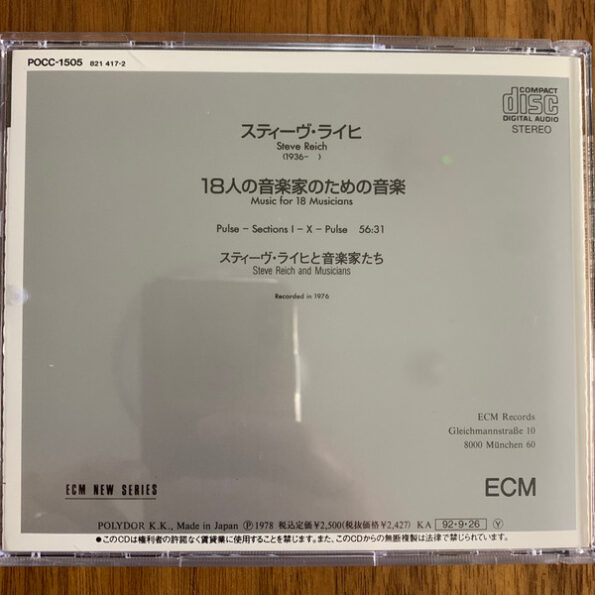 POCC-1505 821 417-2
COMPACT
disc
DIGITAL AUDIO
STEREO
スティーヴ・ライヒ
Steve Reich
(1936– )
18人の音楽家のための音楽
Music for 18 Musicians
Pulse – Sections I – X – Pulse 56:31
スティーヴ・ライヒと音楽家たち
Steve Reich and Musicians
Recorded in 1976
ECM Records
Gleichmannstraße 10
8000 München 60
ECM NEW SERIES
ECM
POLYDOR K.K., Made in Japan Ⓟ 1978 税込定価¥2,500(税抜価格¥2,427) KA 92・9・26 Ⓨ
●このCDは権利者の許諾なく賃貸業に使用することを禁じます。また、このCDからの無断複製は法律で禁じられています。